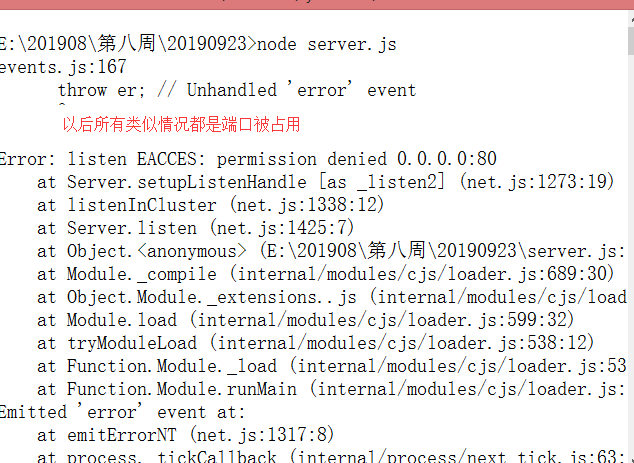 E:\201908\第八周\20190923>node server.js
events.js:167
throw er; // Unhandled 'error' event
^
以后所有类似情况都是端口被占用
Error: listen EACCES: permission denied 0.0.0.0:80
at Server.setupListenHandle [as _listen2] (net.js:1273:19)
at listenInCluster (net.js:1338:12)
at Server.listen (net.js:1425:7)
at Object.<anonymous> (E:\201908\第八周\20190923\server.js:
at Module._compile (internal/modules/cjs/loader.js:689:30)
at Object.Module._extensions..js (internal/modules/cjs/load
at Module.load (internal/modules/cjs/loader.js:599:32)
at tryModuleLoad (internal/modules/cjs/loader.js:538:12)
at Function.Module._load (internal/modules/cjs/loader.js:53
at Function.Module.runMain (internal/modules/cjs/loader.js:
Emitted 'error' event at:
at emitErrorNT (net.js:1317:8)
at process._tickCallback (internal/process/next_tick.js:63: